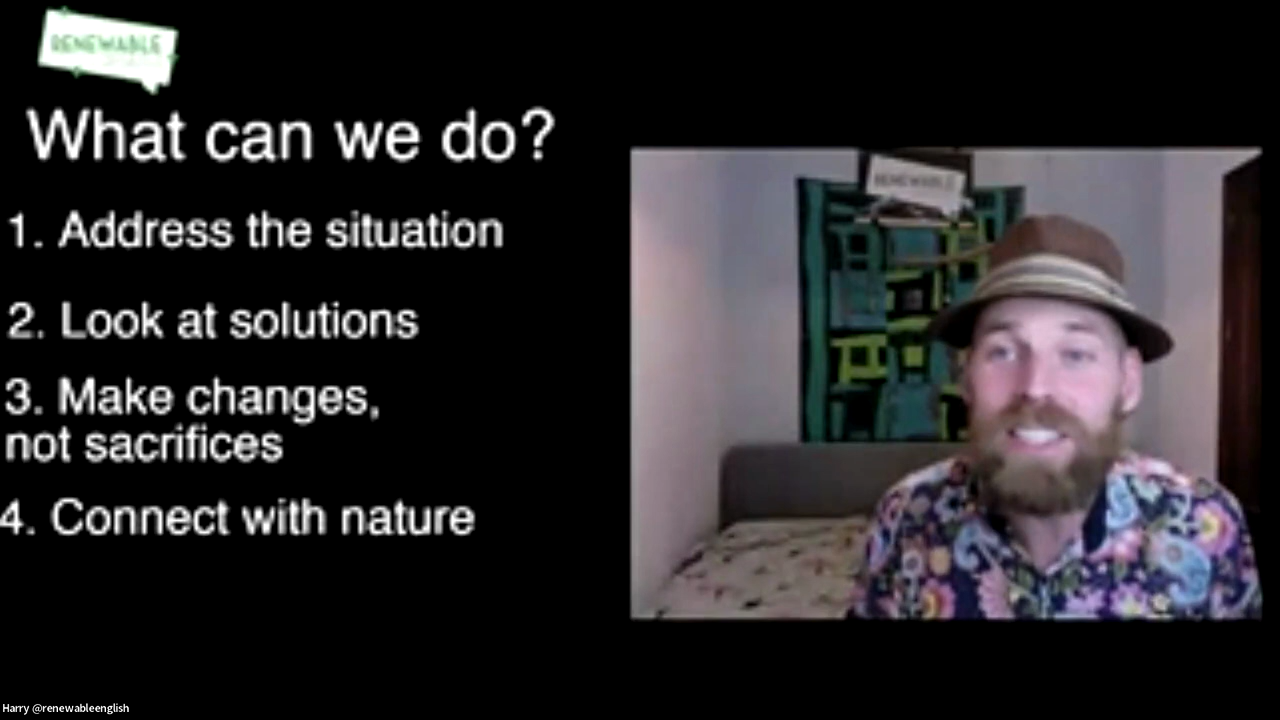 RENEWABLE
What can we do?
1. Address the situation
2. Look at solutions
3. Make changes,
not sacrifices
4. Connect with nature
RENEWABLE
Harry @renewableenglish